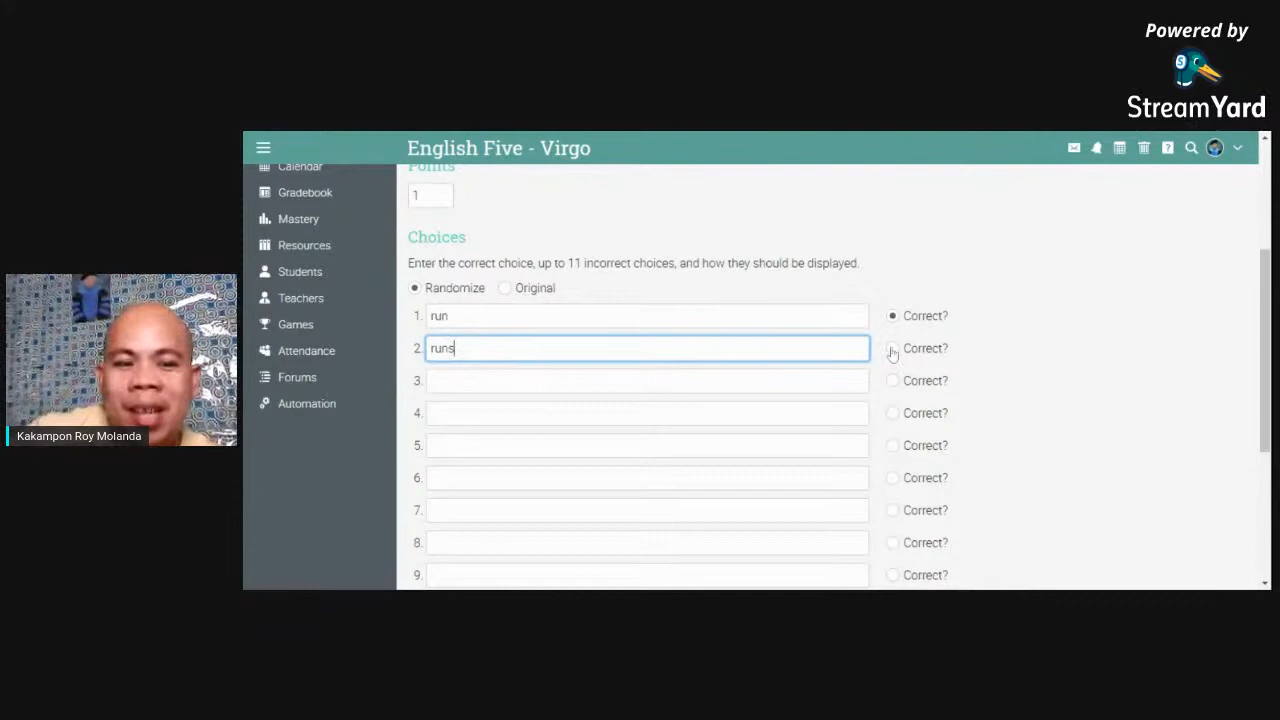 Powered by
StreamYard
English Five - Virgo
Calendar
Gradebook
Mastery
Resources
Students
Teachers
Games
Attendance
Forums
Automation
Points
1
Choices
Enter the correct choice, up to 11 incorrect choices, and how they should be displayed.
Randomize Original
1. run Correct?
2. runs Correct?
3. Correct?
4. Correct?
5. Correct?
6. Correct?
7. Correct?
8. Correct?
9. Correct?
Kakampon Roy Molanda